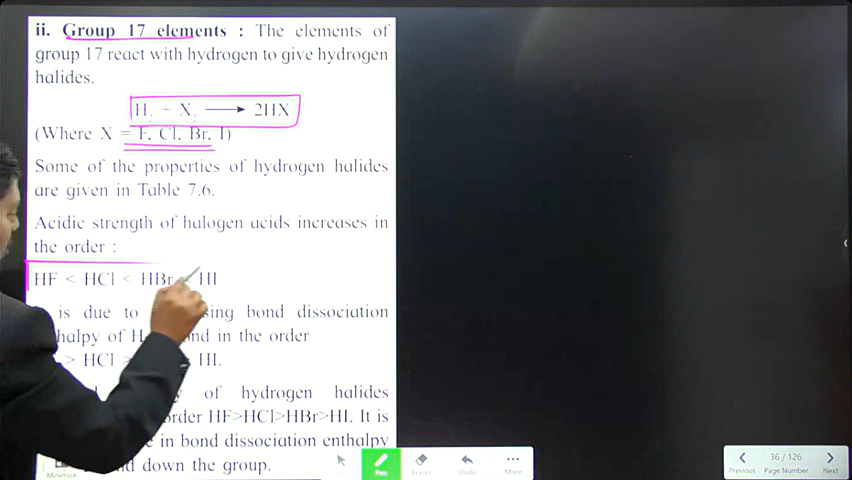 ii. Group 17 elements : The elements of
group 17 react with hydrogen to give hydrogen
halides.
H₂ + X₂ ⟶ 2HX
(Where X = F, Cl, Br, I)
Some of the properties of hydrogen halides
are given in Table 7.6.
Acidic strength of halogen acids increases in
the order :
HF < HCl < HBr < HI
is due to bond dissociation
of H bond in the order
> HCl > HI.
of hydrogen halides
order HF>HCl>HBr>HI. It is
in bond dissociation enthalpy
down the group.
Minimize
Pen
Eraser
Undo
More
36 / 126
Previous Page Number Next